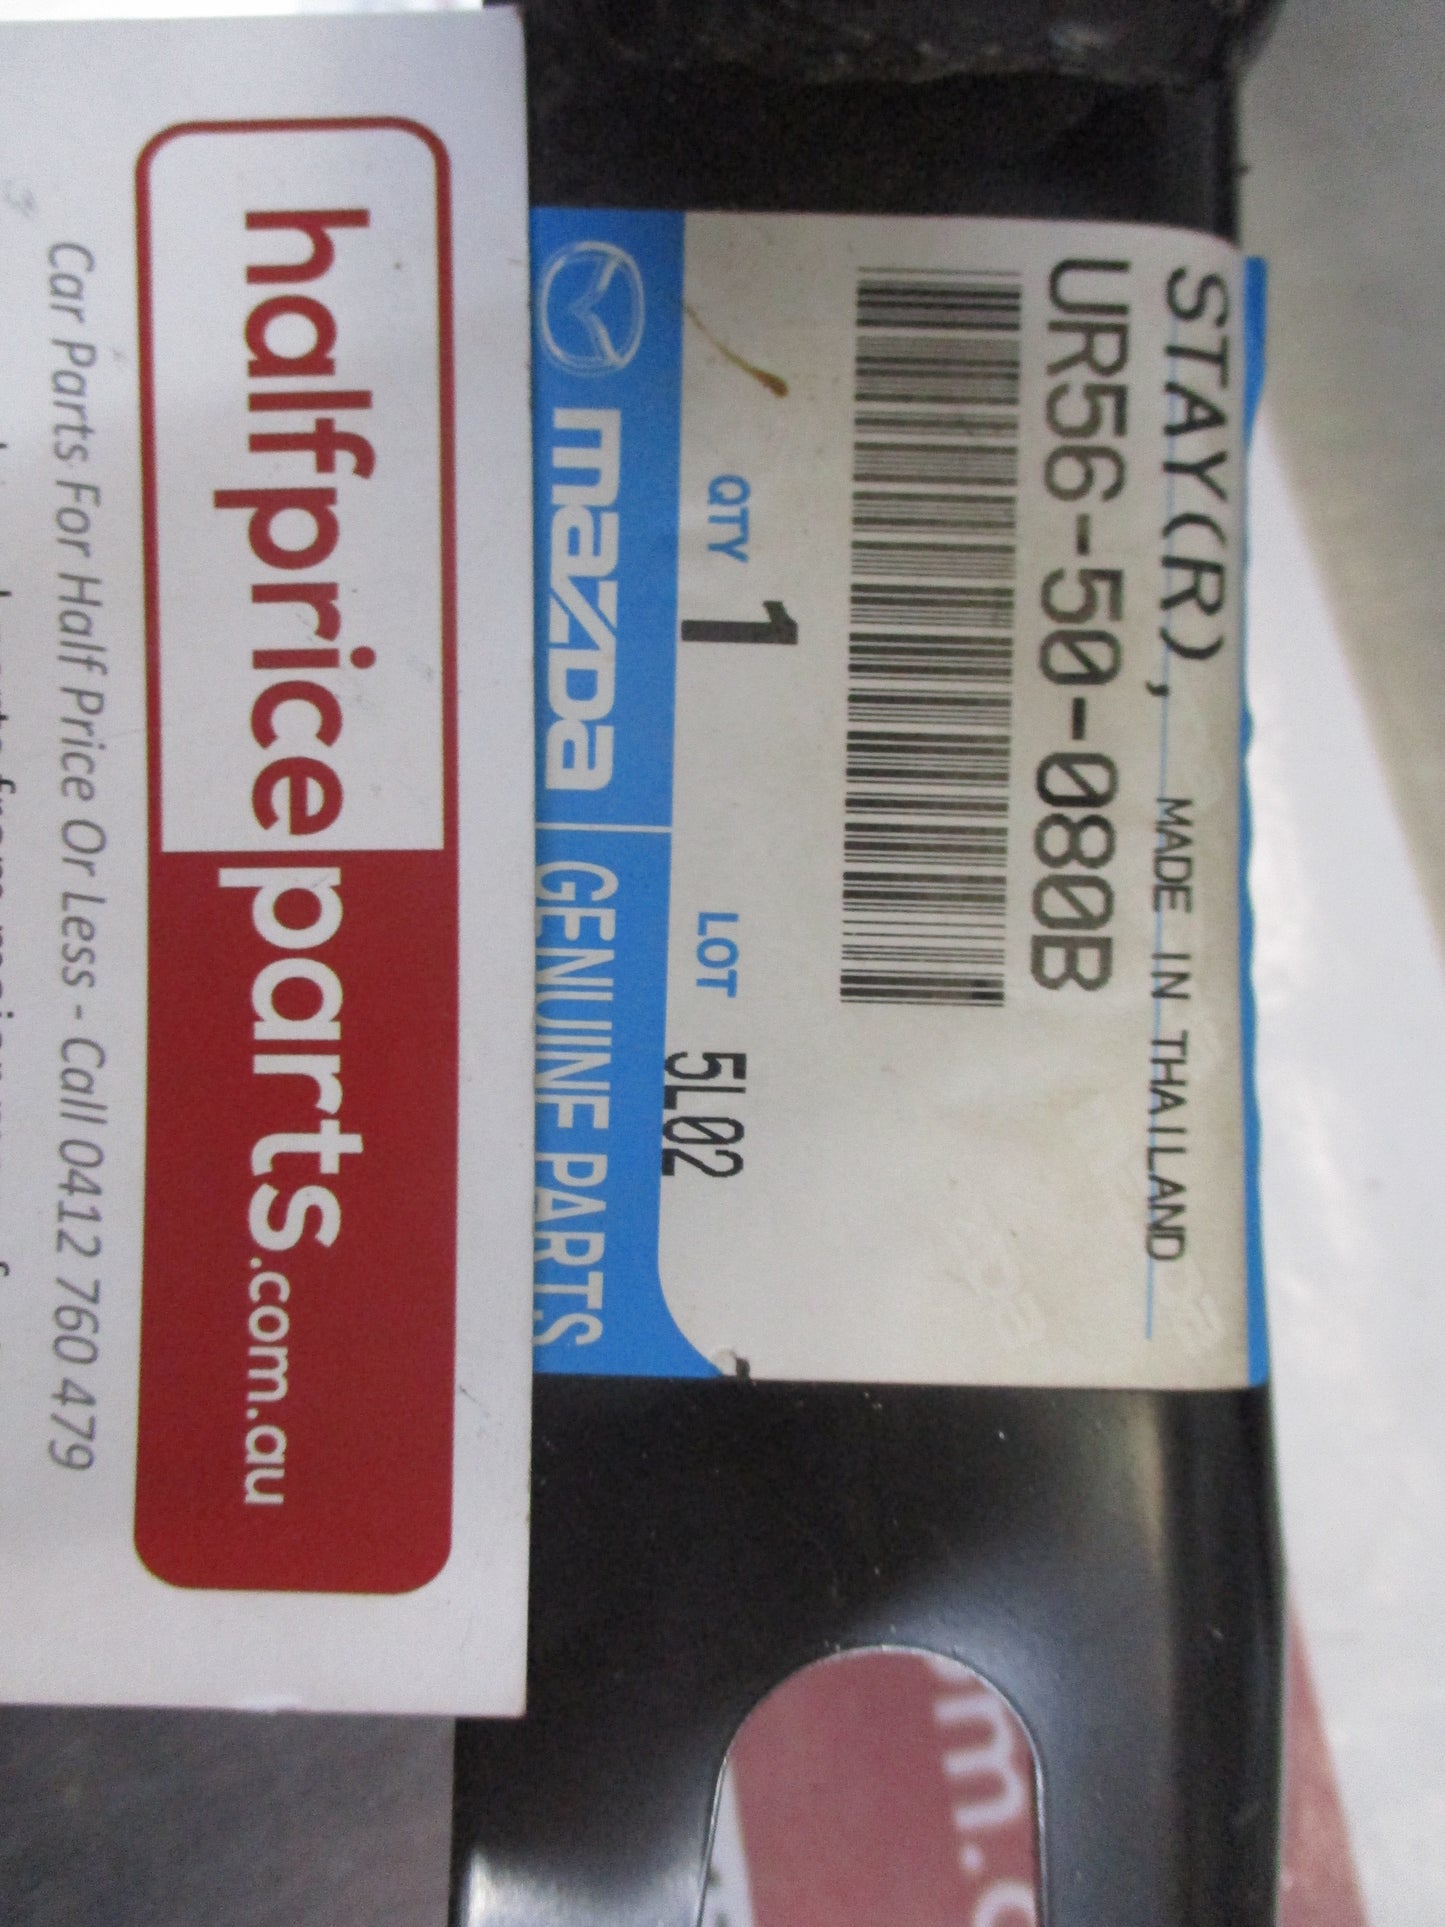 STAY(R), MADE IN THAILAND
UR56-50-080B
QTY 1 LOT 5L02
mazda GENUINE PARTS
halfpriceparts.com.au
Car Parts For Half Price Or Less - Call 0412 760 479